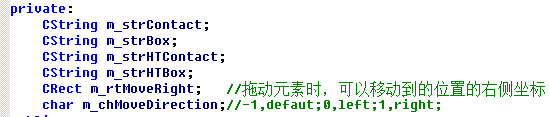 private:
    CString m_strContact;
    CString m_strBox;
    CString m_strHTContact;
    CString m_strHTBox;
    CRect m_rtMoveRight;   //拖动元素时，可以移动到的位置的右侧坐标
    char m_chMoveDirection;//-1,defaut;0,left;1,right;